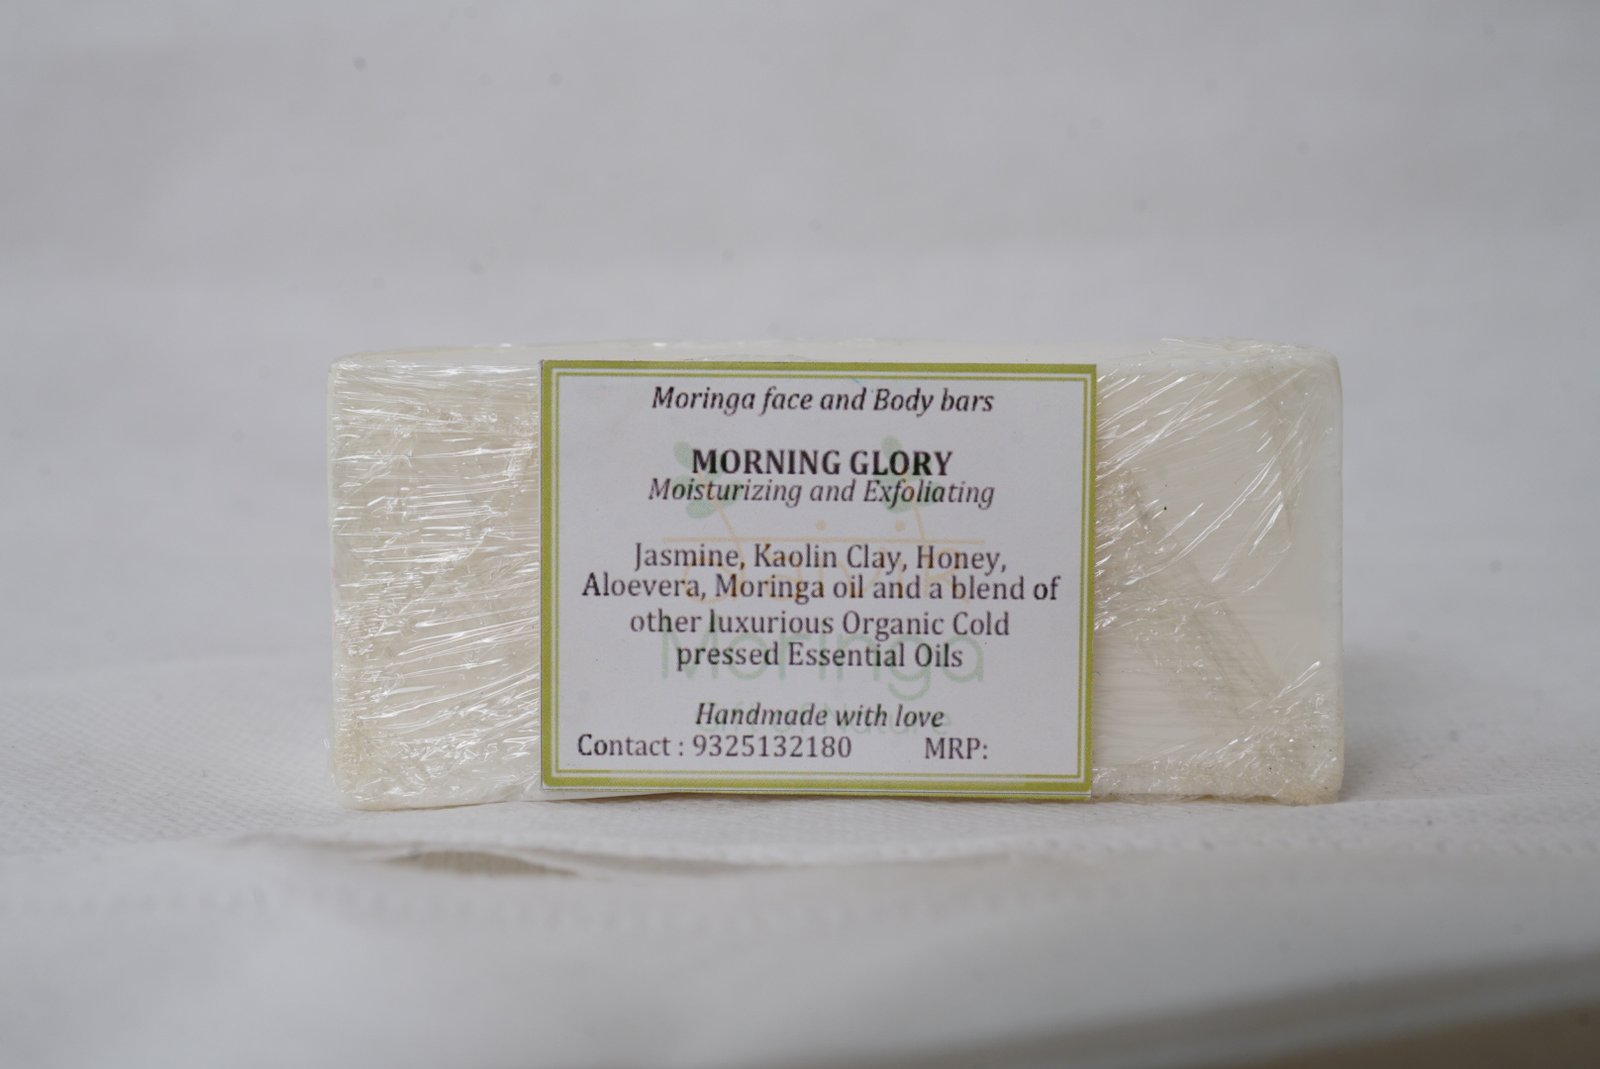 Moringa face and Body bars
MORNING GLORY
Moisturizing and Exfoliating
Jasmine, Kaolin Clay, Honey,
Aloevera, Moringa oil and a blend of
other luxurious Organic Cold
Moringa
pressed Essential Oils
Handmade with love
Contact : 9325132180 MRP: